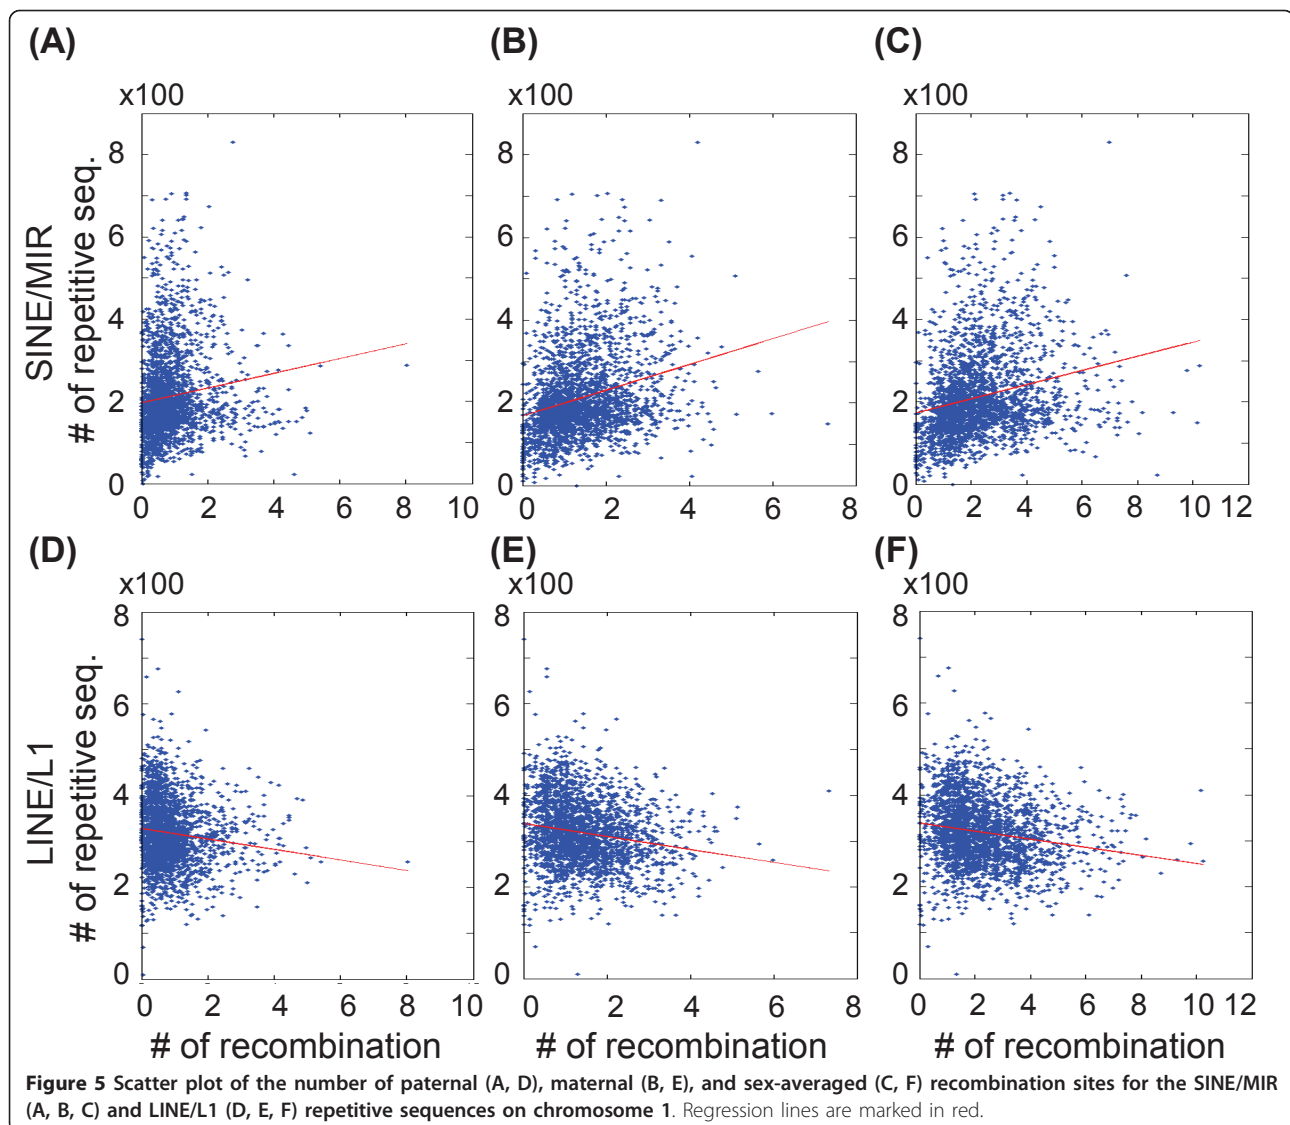 (A) (B) (C)
x100 x100 x100
SINE/MIR
# of repetitive seq.
8 8 8
6 6 6
4 4 4
2 2 2
0 0 0
0 2 4 6 8 10 0 2 4 6 8 0 2 4 6 8 10 12
(D) (E) (F)
x100 x100 x100
LINE/L1
# of repetitive seq.
8 8 8
6 6 6
4 4 4
2 2 2
0 0 0
0 2 4 6 8 10 0 2 4 6 8 0 2 4 6 8 10 12
# of recombination # of recombination # of recombination
Figure 5 Scatter plot of the number of paternal (A, D), maternal (B, E), and sex-averaged (C, F) recombination sites for the SINE/MIR
(A, B, C) and LINE/L1 (D, E, F) repetitive sequences on chromosome 1. Regression lines are marked in red.